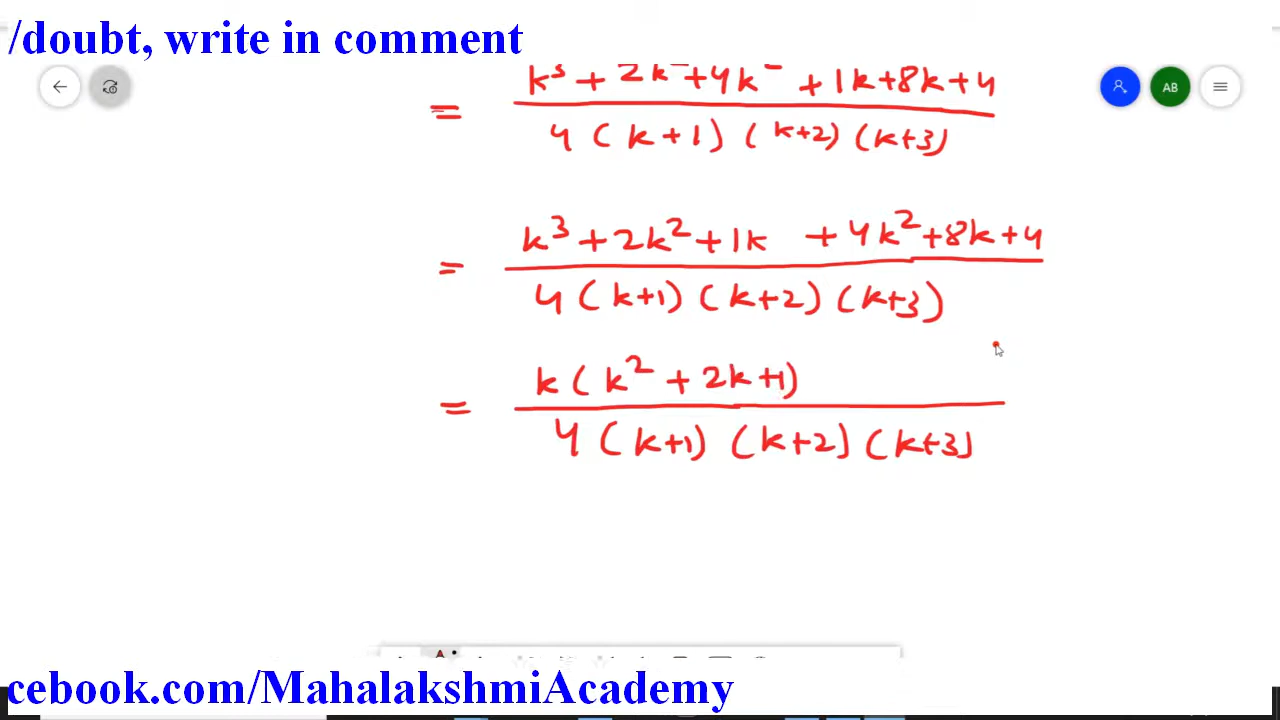 /doubt, write in comment
k³ + 2k² + 4k² + 1k + 8k + 4
= 4 (k+1) (k+2) (k+3)
AB
k³ + 2k² + 1k + 4k² + 8k + 4
= 4 (k+1) (k+2) (k+3)
k (k² + 2k + 1)
= 4 (k+1) (k+2) (k+3)
cebook.com/MahalakshmiAcademy